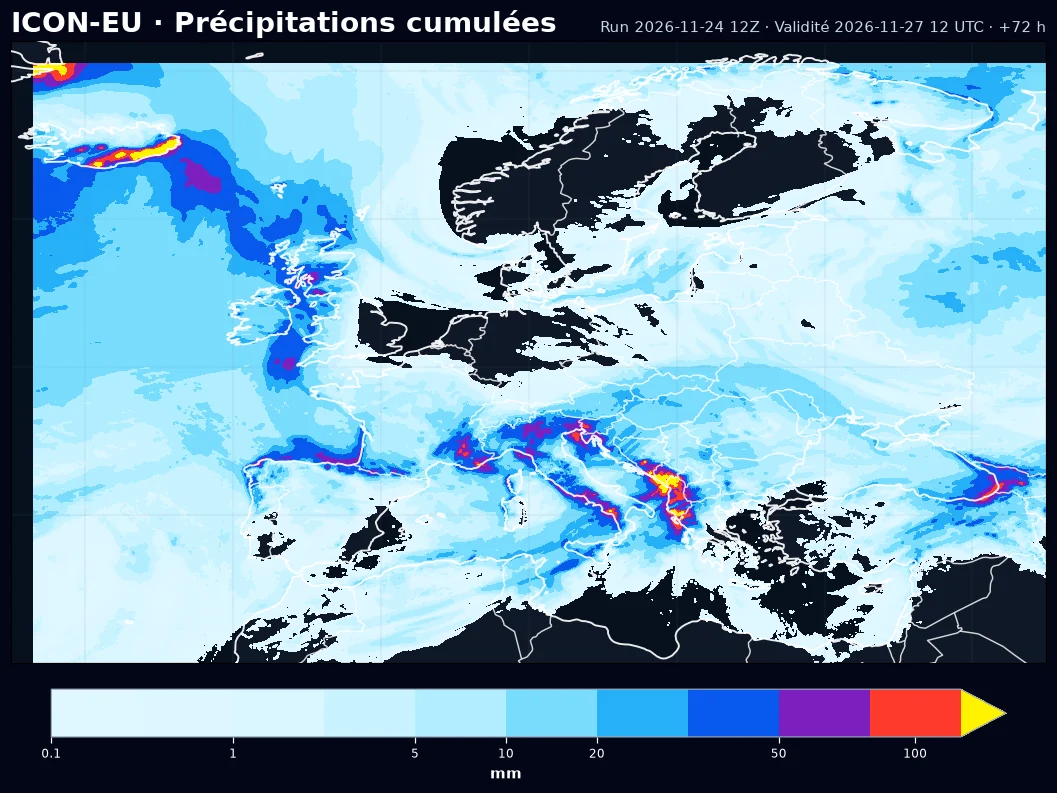 ICON-EU · Précipitations cumulées
Run 2026-11-24 12Z · Validité 2026-11-27 12 UTC · +72 h
0.1 1 5 10 20 50 100
mm